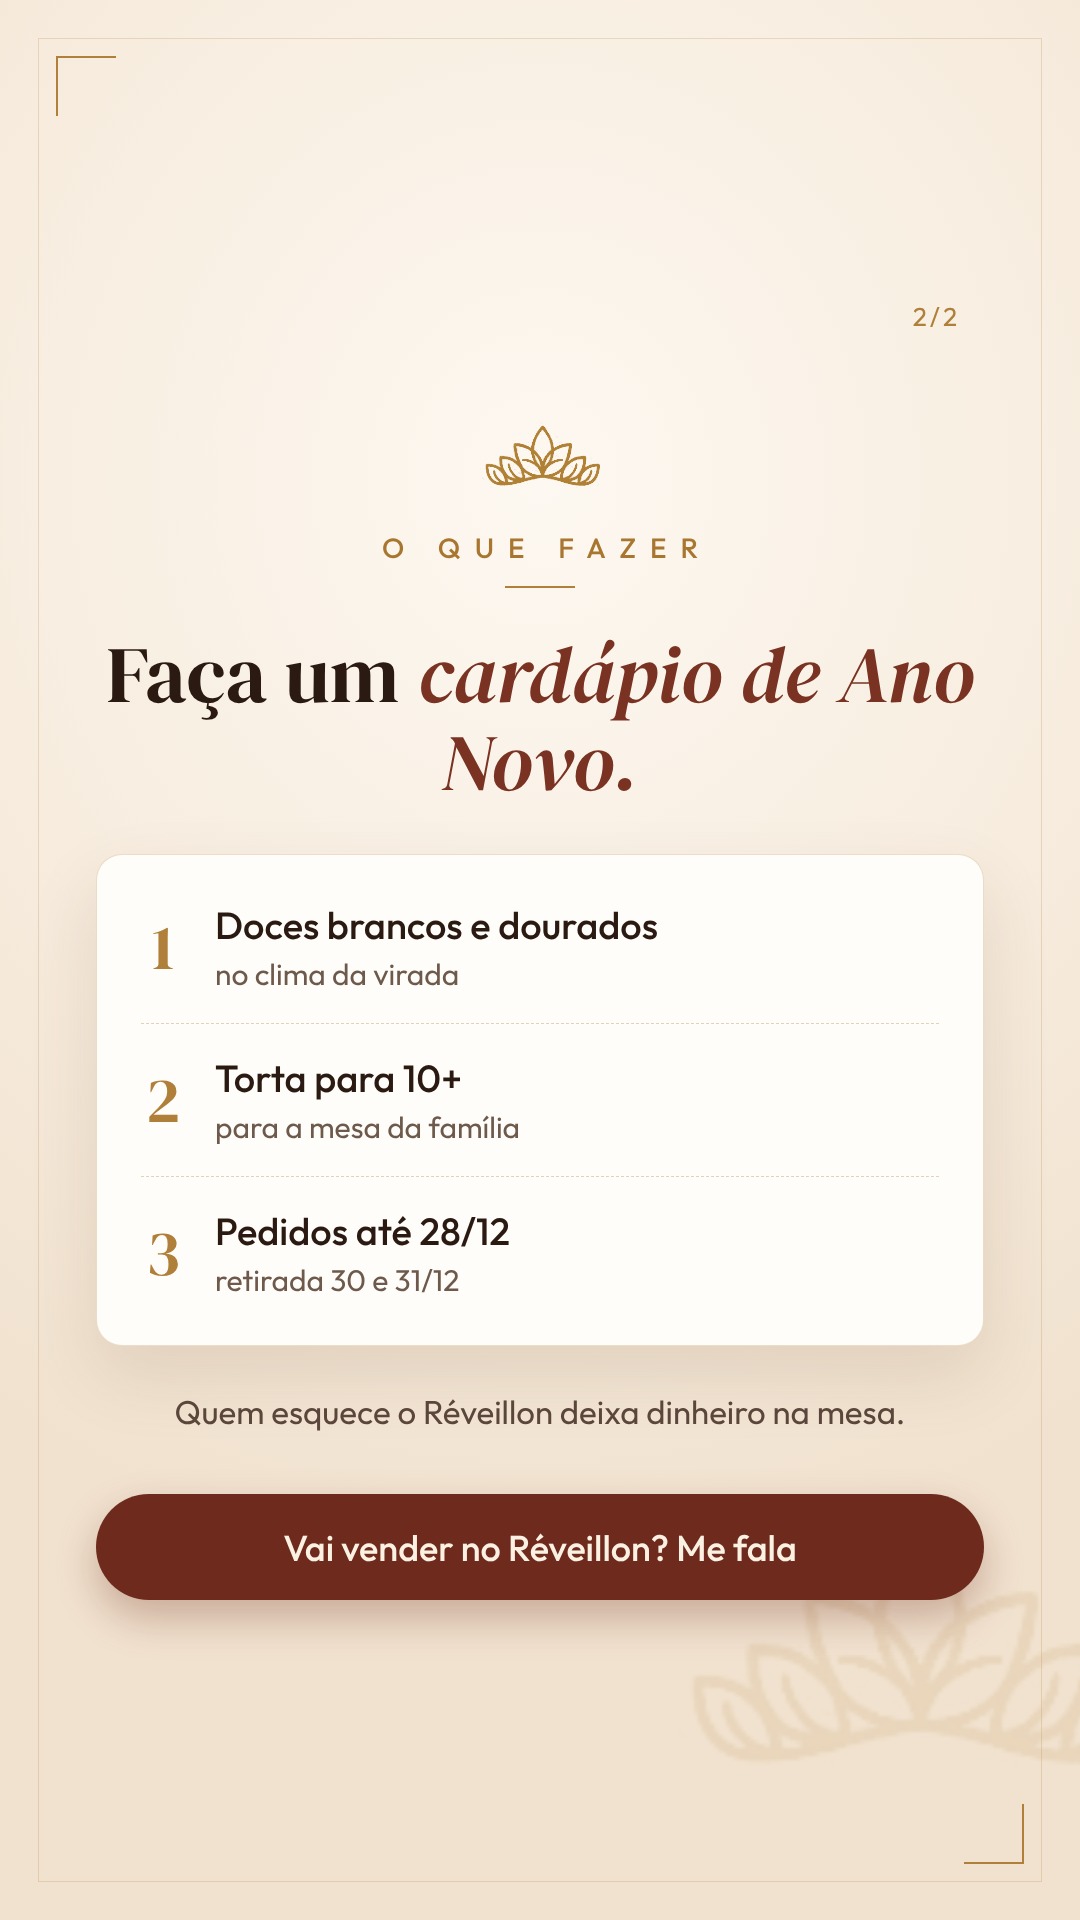 2/2
O QUE FAZER
Faça um cardápio de Ano
Novo.
1
Doces brancos e dourados
no clima da virada
2
Torta para 10+
para a mesa da família
3
Pedidos até 28/12
retirada 30 e 31/12
Quem esquece o Réveillon deixa dinheiro na mesa.
Vai vender no Réveillon? Me fala